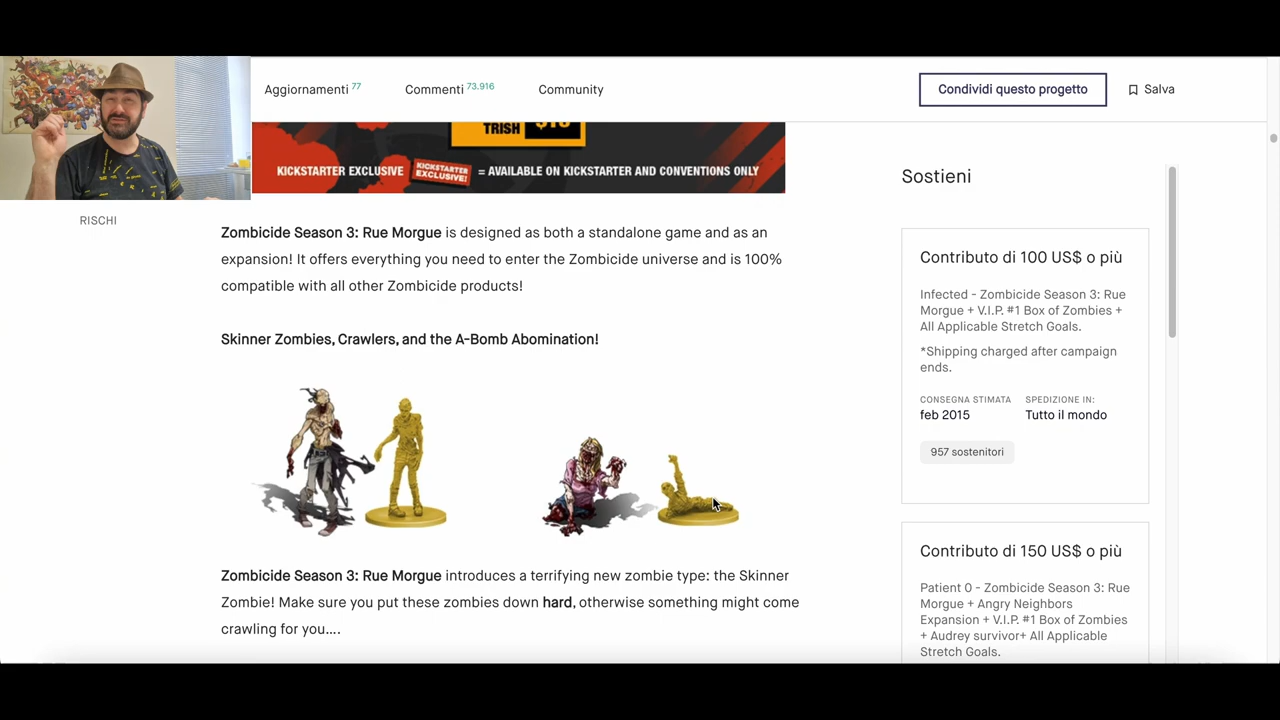 Aggiornamenti 77
Commenti 73.916
Community
Condividi questo progetto
Salva
TRISH
KICKSTARTER EXCLUSIVE KICKSTARTER EXCLUSIVE! = AVAILABLE ON KICKSTARTER AND CONVENTIONS ONLY
RISCHI
Zombicide Season 3: Rue Morgue is designed as both a standalone game and as an
expansion! It offers everything you need to enter the Zombicide universe and is 100%
compatible with all other Zombicide products!
Skinner Zombies, Crawlers, and the A-Bomb Abomination!
Zombicide Season 3: Rue Morgue introduces a terrifying new zombie type: the Skinner
Zombie! Make sure you put these zombies down hard, otherwise something might come
crawling for you....
Sostieni
Contributo di 100 US$ o più
Infected - Zombicide Season 3: Rue
Morgue + V.I.P. #1 Box of Zombies +
All Applicable Stretch Goals.
*Shipping charged after campaign
ends.
CONSEGNA STIMATA
feb 2015
SPEDIZIONE IN:
Tutto il mondo
957 sostenitori
Contributo di 150 US$ o più
Patient 0 - Zombicide Season 3: Rue
Morgue + Angry Neighbors
Expansion + V.I.P. #1 Box of Zombies
+ Audrey survivor+ All Applicable
Stretch Goals.